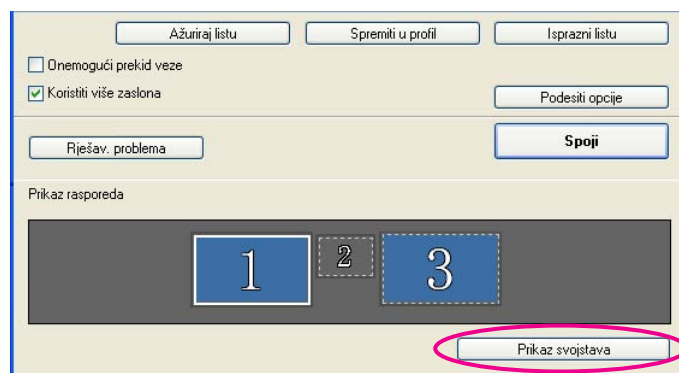 Ažuriraj listu Spremiti u profil Isprazni listu
Onemogući prekid veze
Koristiti više zaslona
Podesiti opcije
Rješav. problema
Spoji
Prikaz rasporeda
1 2 3
Prikaz svojstava